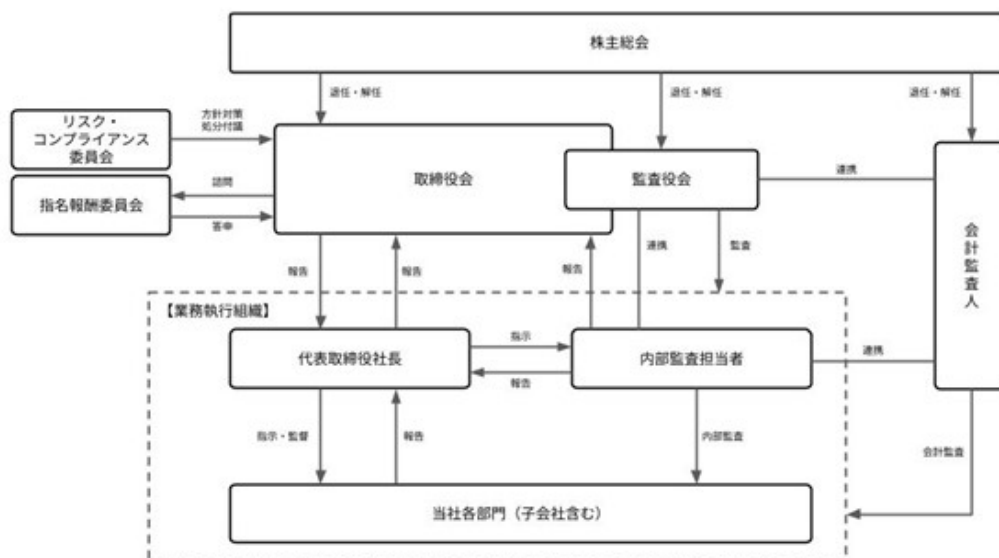 株主総会
退任・解任
退任・解任
退任・解任
リスク・
コンプライアンス
委員会
方針対策
処分付議
取締役会
監査役会
連携
指名報酬委員会
諮問
答申
会計監査人
報告
報告
報告
連携
監査
【業務執行組織】
代表取締役社長
指示
報告
内部監査担当者
連携
指示・監督
報告
内部監査
会計監査
当社各部門（子会社含む）